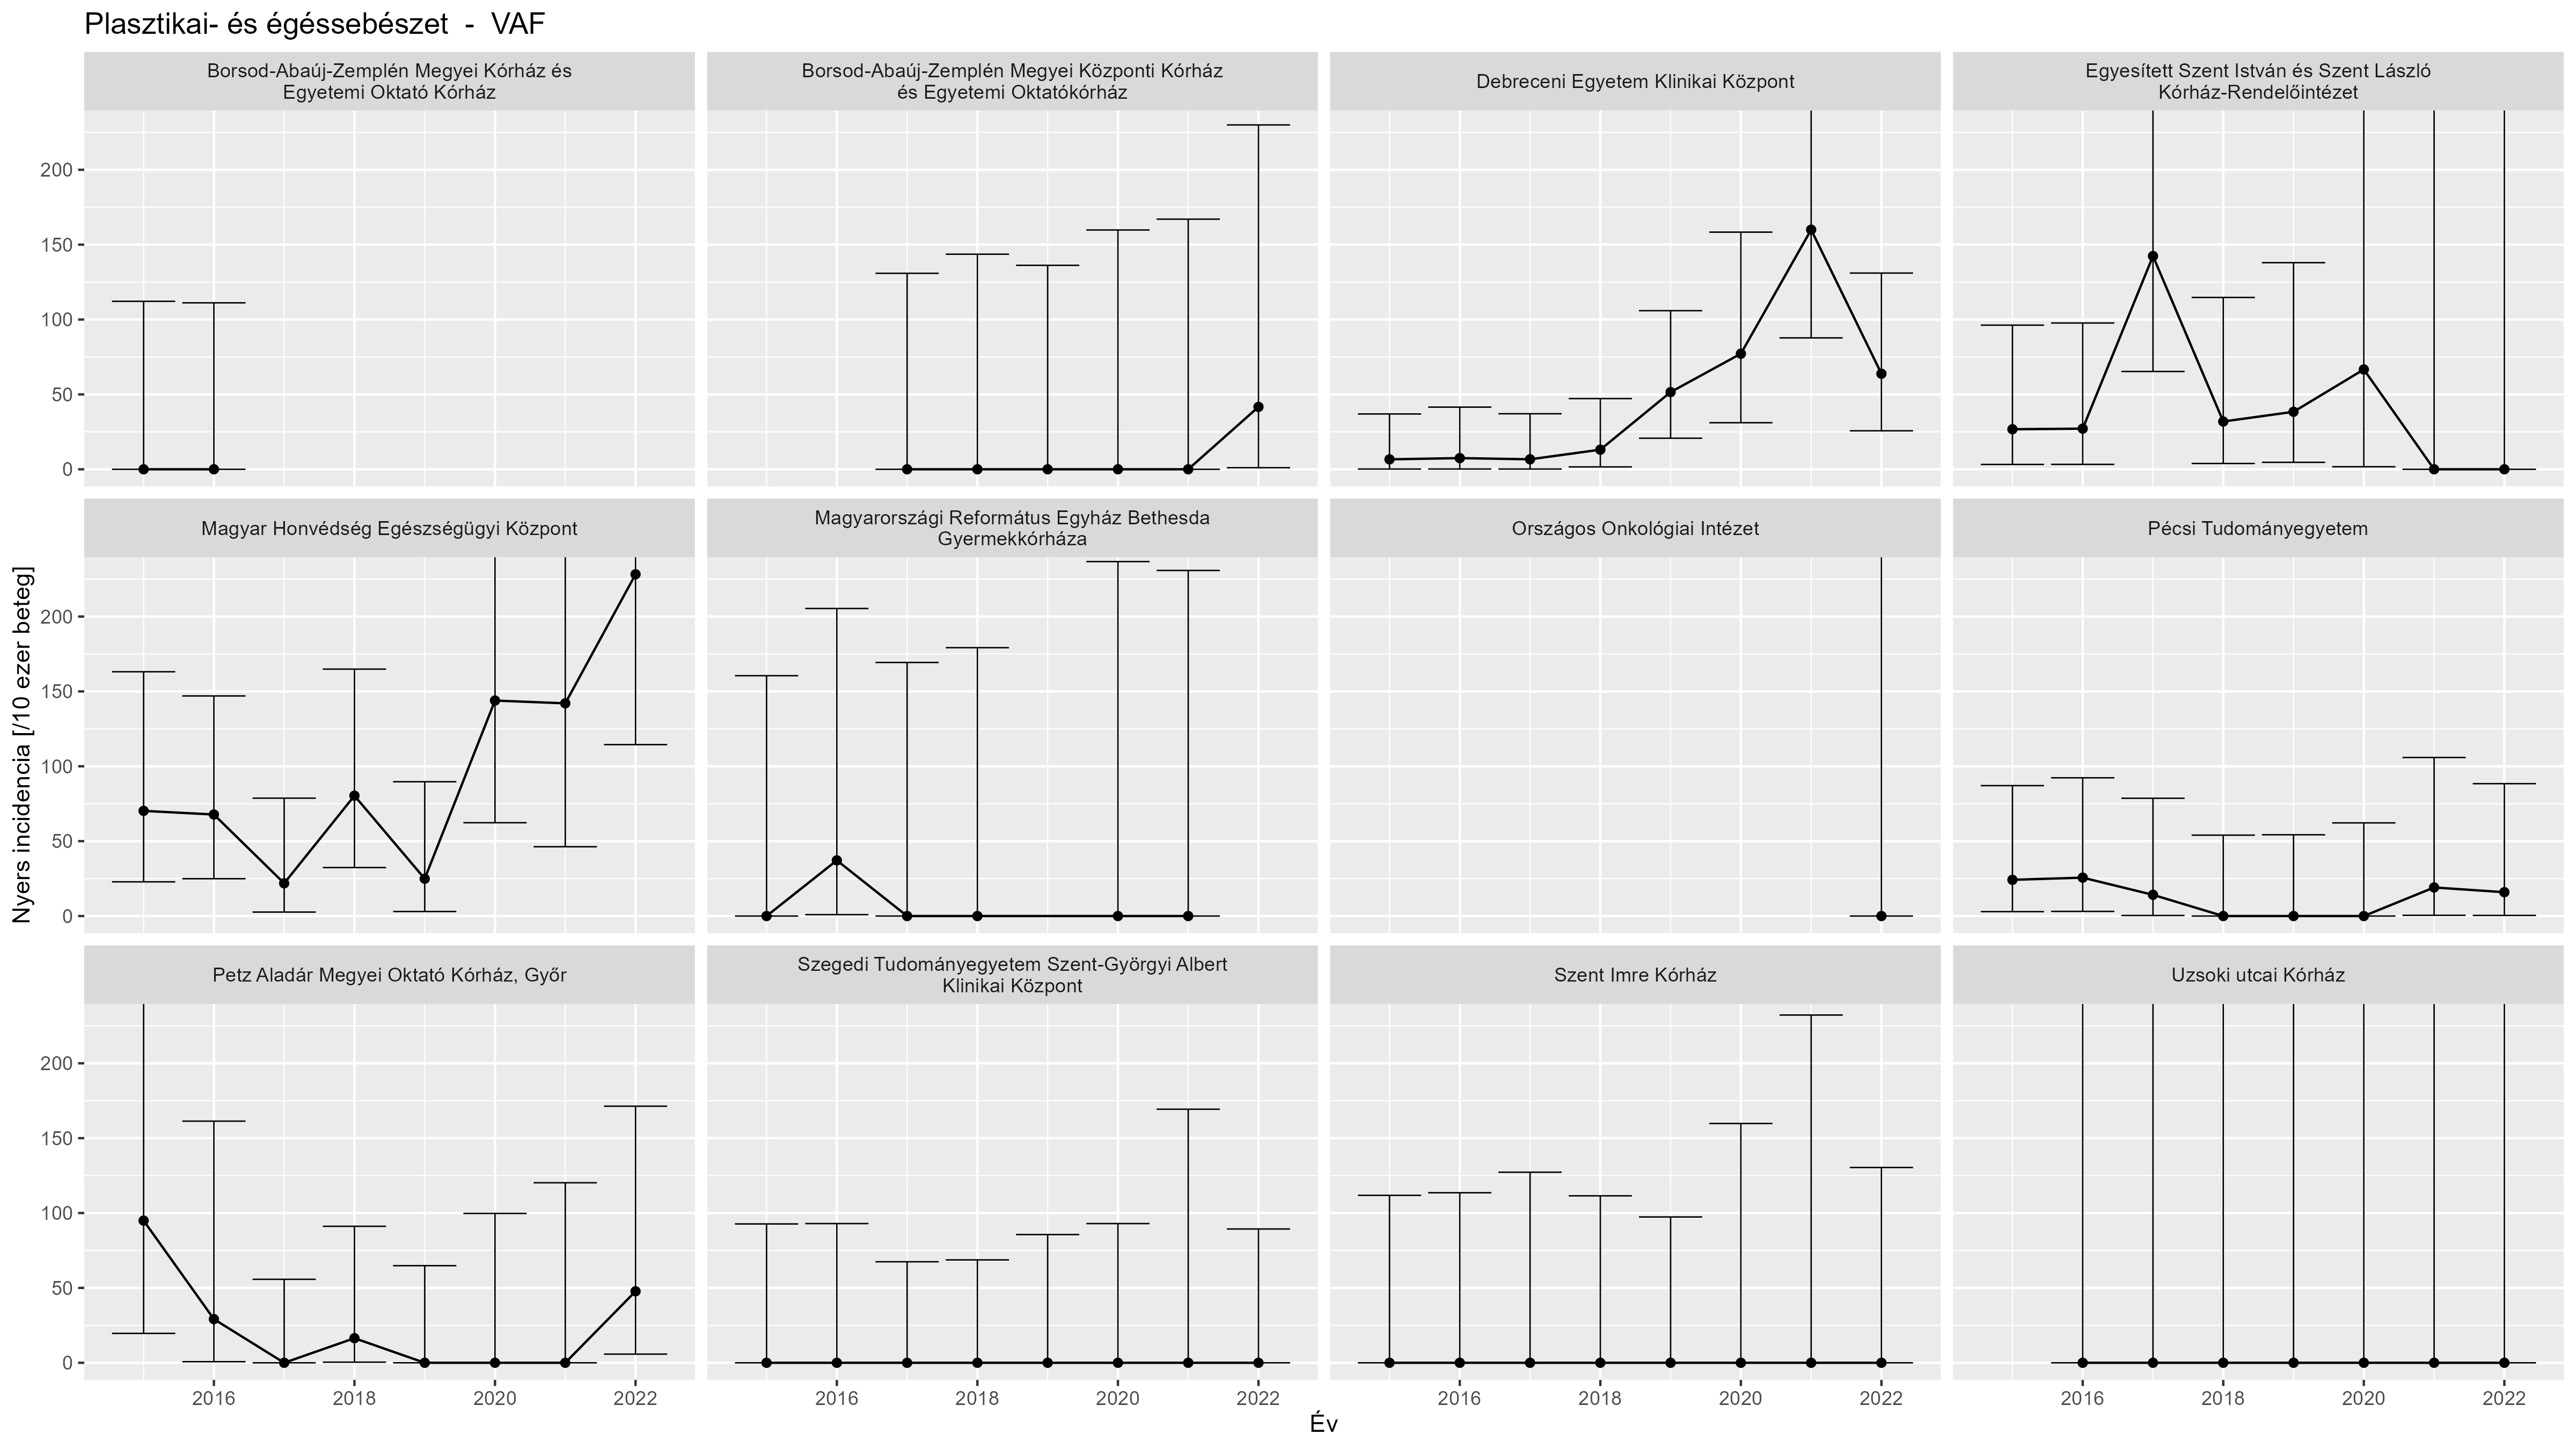 Plasztikai- és égéssebészet  -  VAF
Borsod-Abaúj-Zemplén Megyei Kórház és
Egyetemi Oktató Kórház
Borsod-Abaúj-Zemplén Megyei Központi Kórház
és Egyetemi Oktatókórház
Debreceni Egyetem Klinikai Központ
Egyesített Szent István és Szent László
Kórház-Rendelőintézet
200
150
100
50
0
Magyar Honvédség Egészségügyi Központ
Magyarországi Református Egyház Bethesda
Gyermekkórháza
Országos Onkológiai Intézet
Pécsi Tudományegyetem
200
150
100
50
0
Nyers incidencia [/10 ezer beteg]
Petz Aladár Megyei Oktató Kórház, Győr
Szegedi Tudományegyetem Szent-Györgyi Albert
Klinikai Központ
Szent Imre Kórház
Uzsoki utcai Kórház
200
150
100
50
0
2016 2018 2020 2022
2016 2018 2020 2022
2016 2018 2020 2022
2016 2018 2020 2022
Év